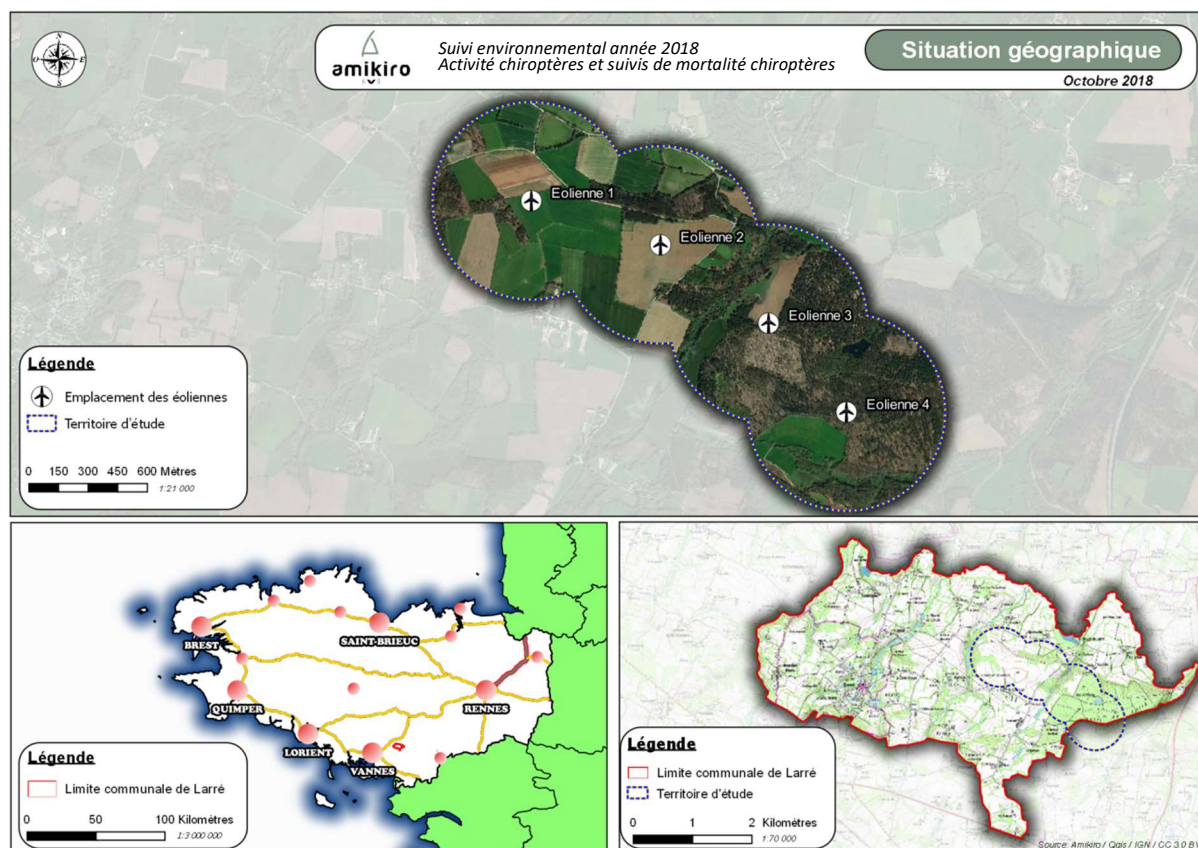 N
O
E
S
amikiro
Suivi environnemental année 2018
Activité chiroptères et suivis de mortalité chiroptères
Situation géographique
Octobre 2018
Eolienne 1
Eolienne 2
Eolienne 3
Eolienne 4
Légende
Emplacement des éoliennes
Territoire d'étude
0 150 300 450 600 Mètres
1:21 000
BREST
SAINT-BRIEUC
QUIMPER
RENNES
LORIENT
VANNES
Légende
Limite communale de Larré
0 50 100 Kilomètres
1:3 000 000
Légende
Limite communale de Larré
Territoire d'étude
0 1 2 Kilomètres
1:70 000
Source: Amikiro / Qgis / IGN / CC 3.0 BY